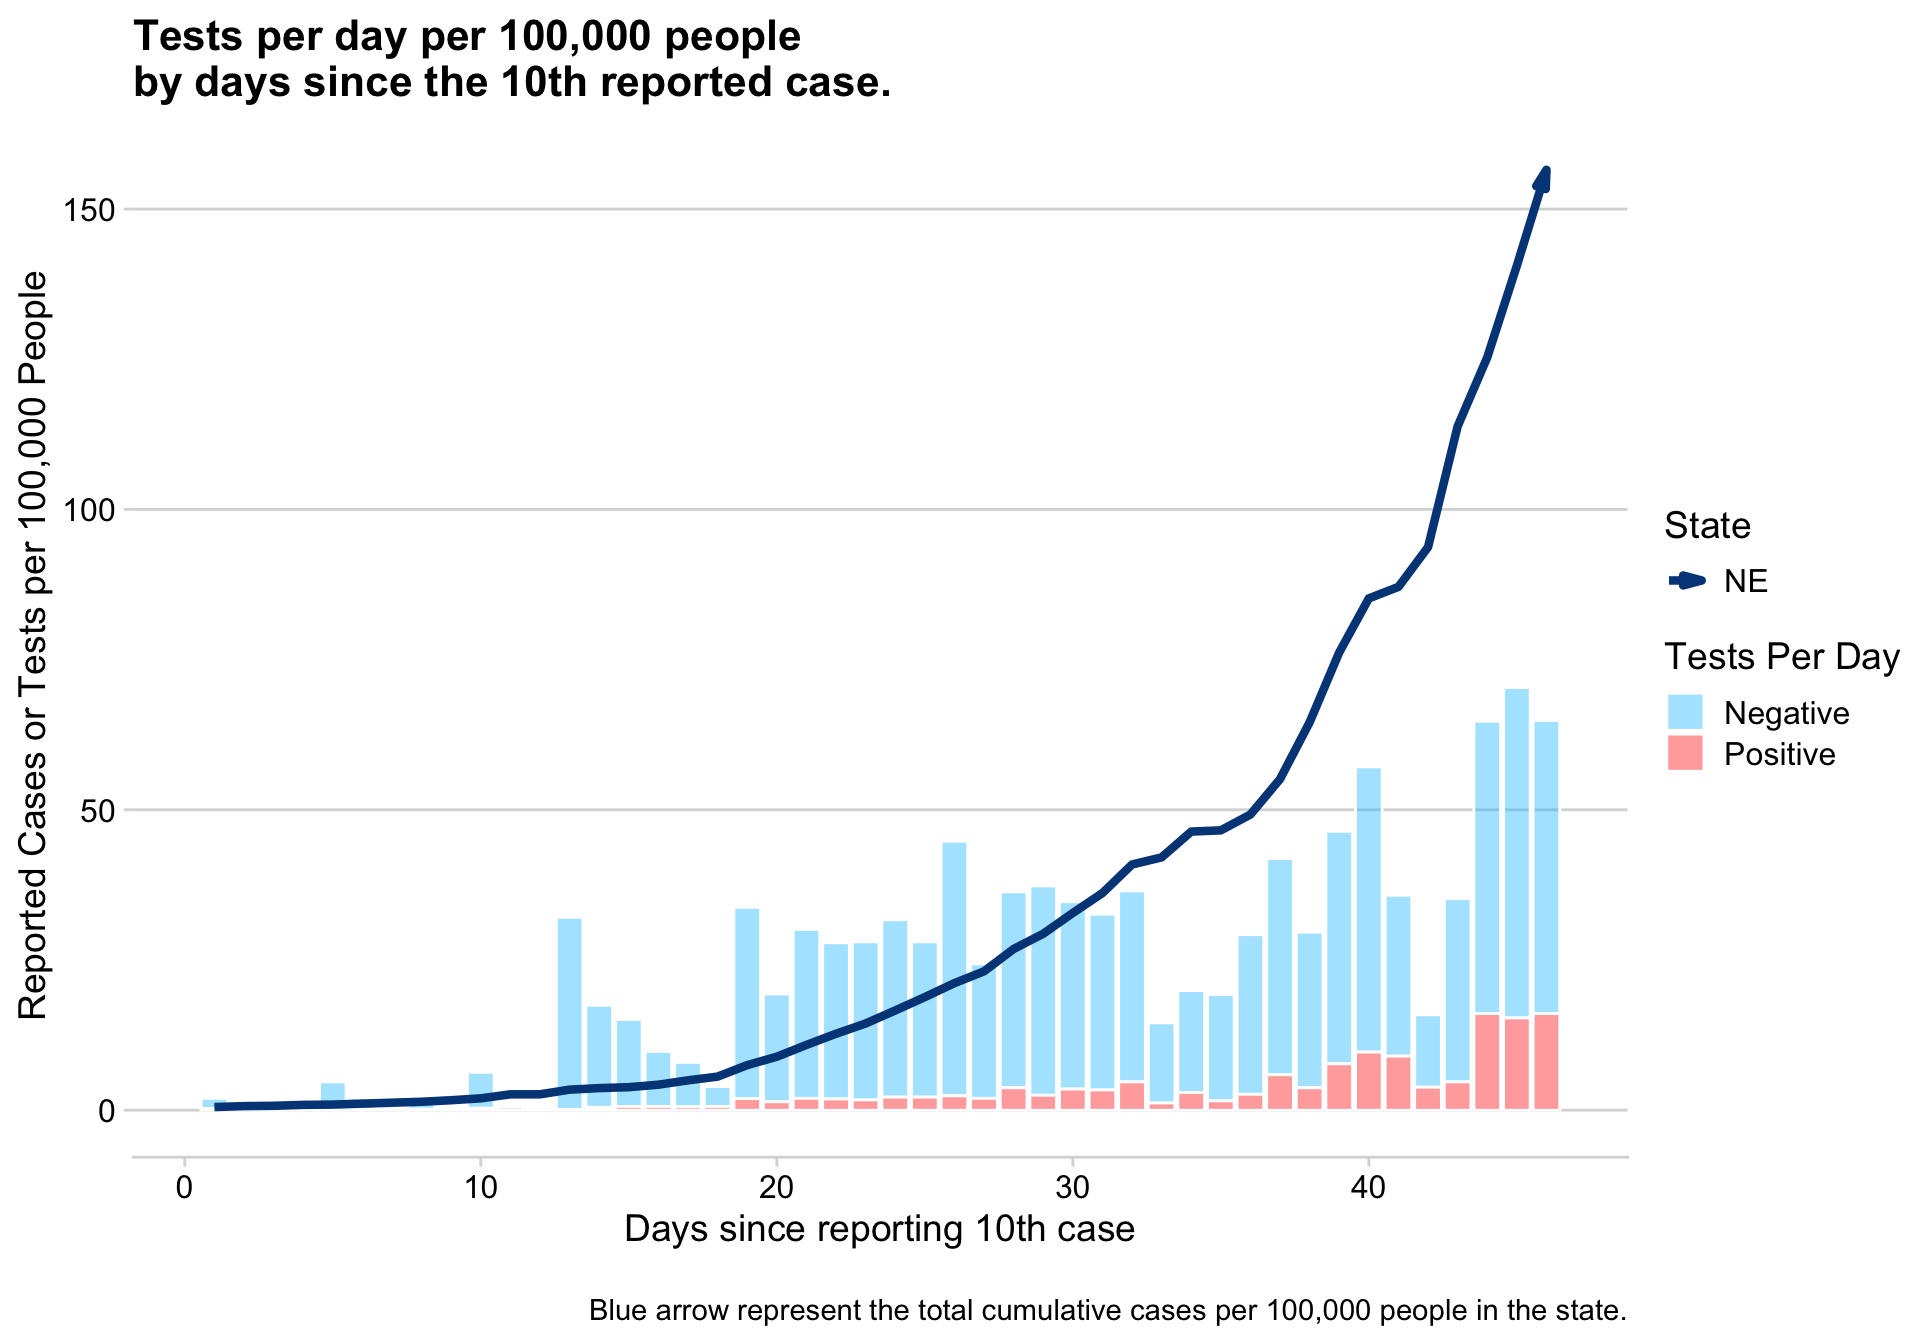 Tests per day per 100,000 people
by days since the 10th reported case.
Reported Cases or Tests per 100,000 People
150
100
50
0
0
10
20
30
40
Days since reporting 10th case
State
NE
Tests Per Day
Negative
Positive
Blue arrow represent the total cumulative cases per 100,000 people in the state.